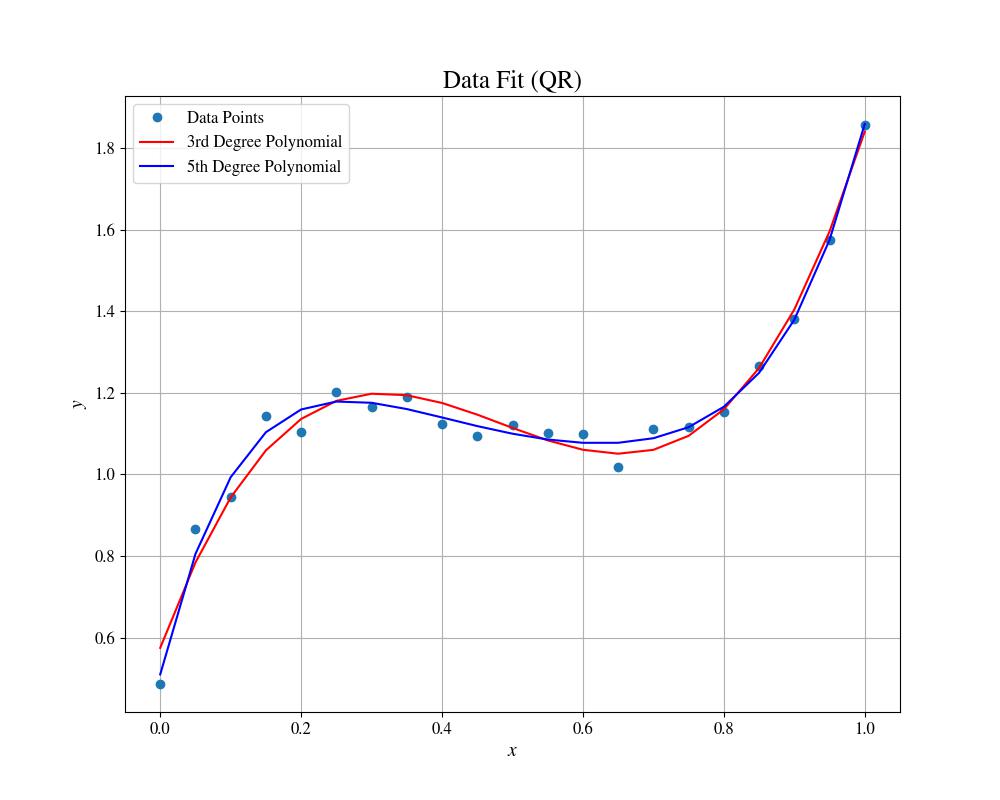 Data Fit (QR)
Data Points
3rd Degree Polynomial
5th Degree Polynomial
1.8
1.6
1.4
1.2
1.0
0.8
0.6
y
0.0 0.2 0.4 0.6 0.8 1.0
x